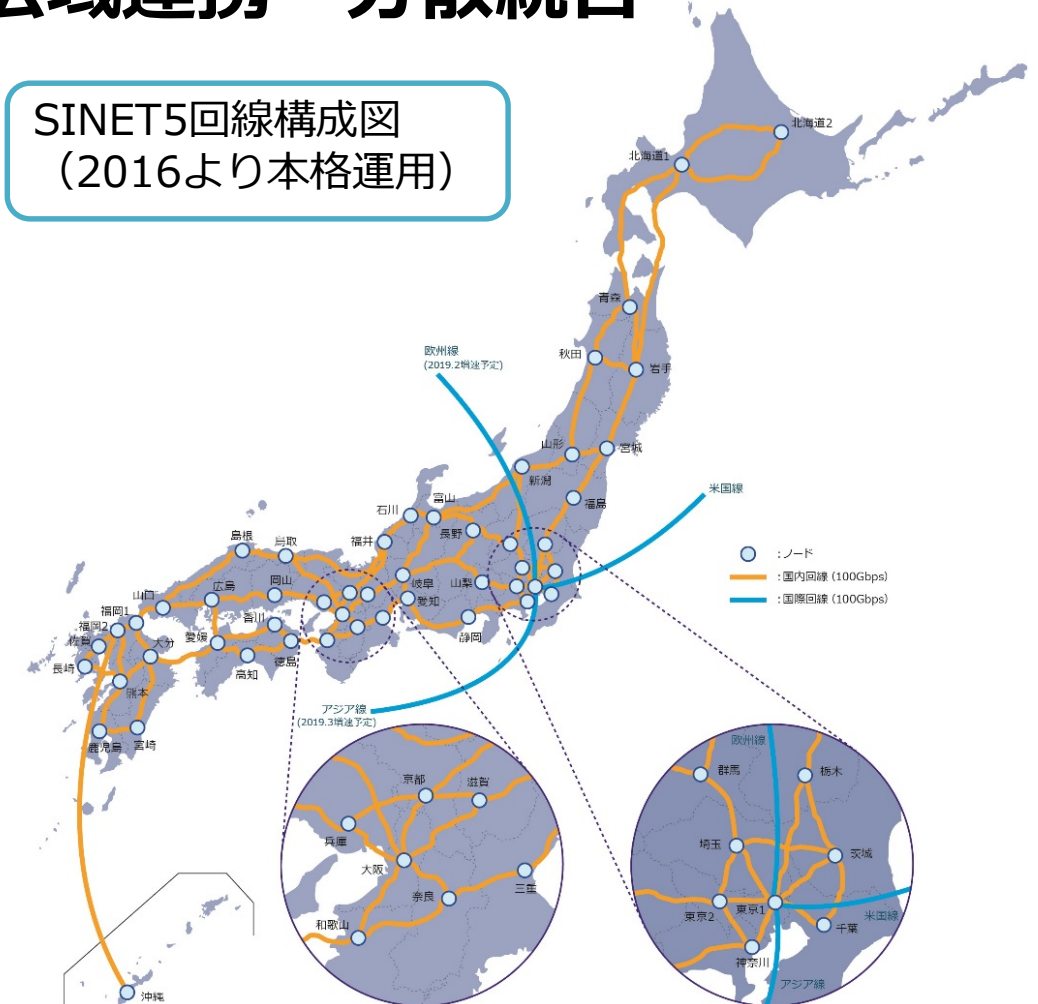 SINET5回線構成図
（2016より本格運用）
北海道2
北海道1
青森
秋田
岩手
欧州線
(2019.2増速予定)
山形
宮城
新潟
米国線
福島
富山
石川
長野
福井
島根
鳥取
：ノード
：国内回線 (100Gbps)
：国際回線 (100Gbps)
岡山
広島
岐阜
山梨
愛知
山口
福岡1
福岡2
香川
静岡
佐賀
大分
愛媛
徳島
長崎
高知
熊本
アジア線
(2019.3増速予定)
鹿児島
宮崎
沖縄
京都
滋賀
兵庫
大阪
奈良
三重
和歌山
欧州線
群馬
栃木
埼玉
茨城
東京2
東京1
米国線
千葉
神奈川
アジア線